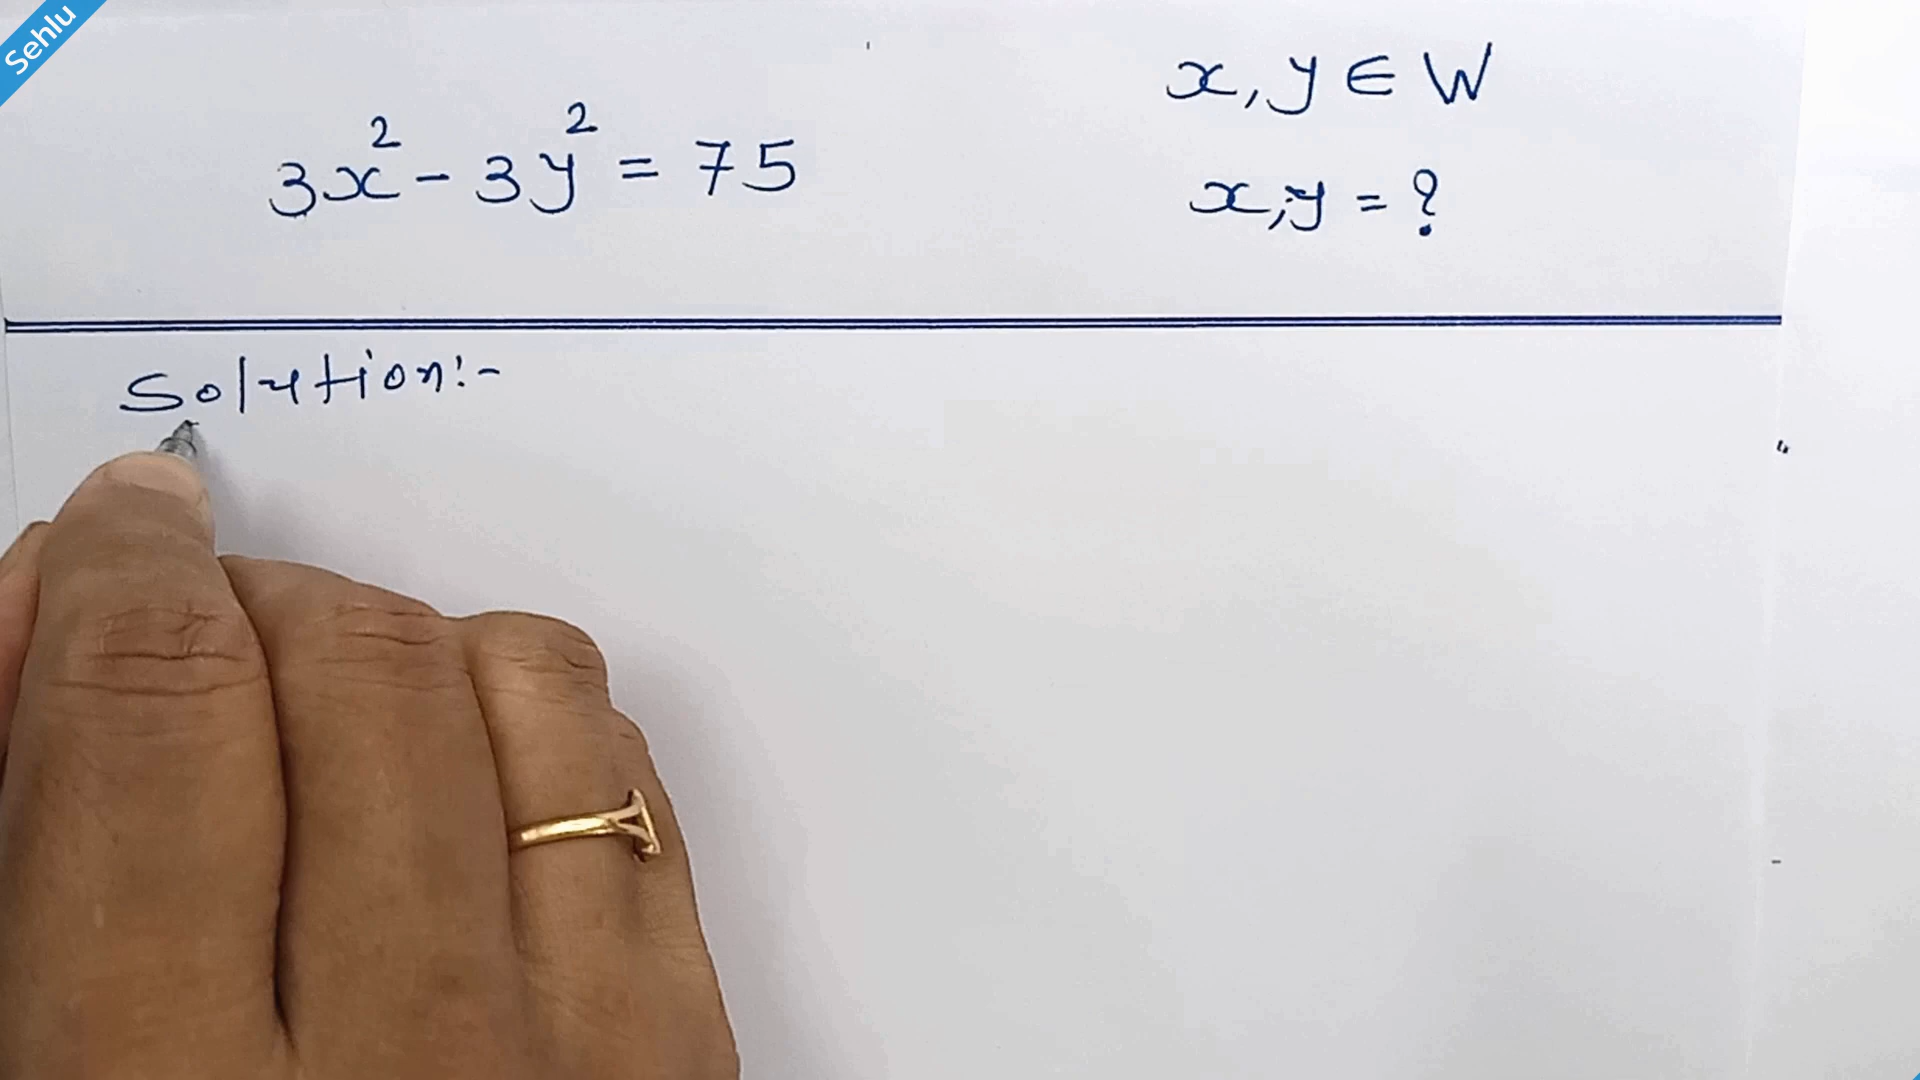 Sehlu
x, y ∈ W
3x² - 3y² = 75
x, y = ?
Solution:-